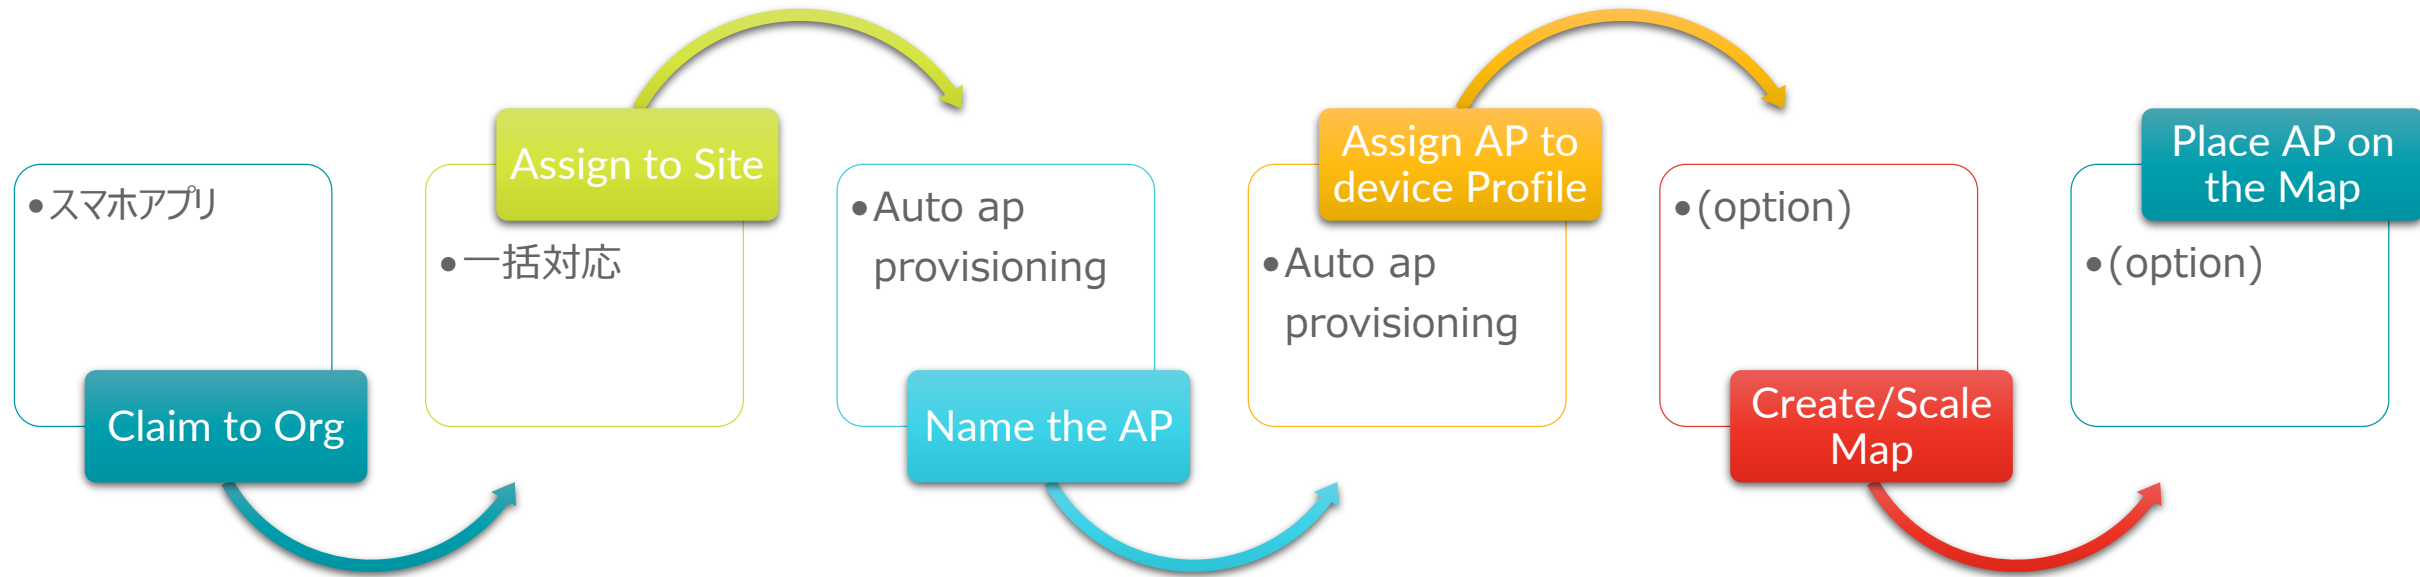 •スマホアプリ
Claim to Org
Assign to Site
•一括対応
•Auto ap
provisioning
Name the AP
Assign AP to
device Profile
•Auto ap
provisioning
•(option)
Create/Scale
Map
Place AP on
the Map
•(option)